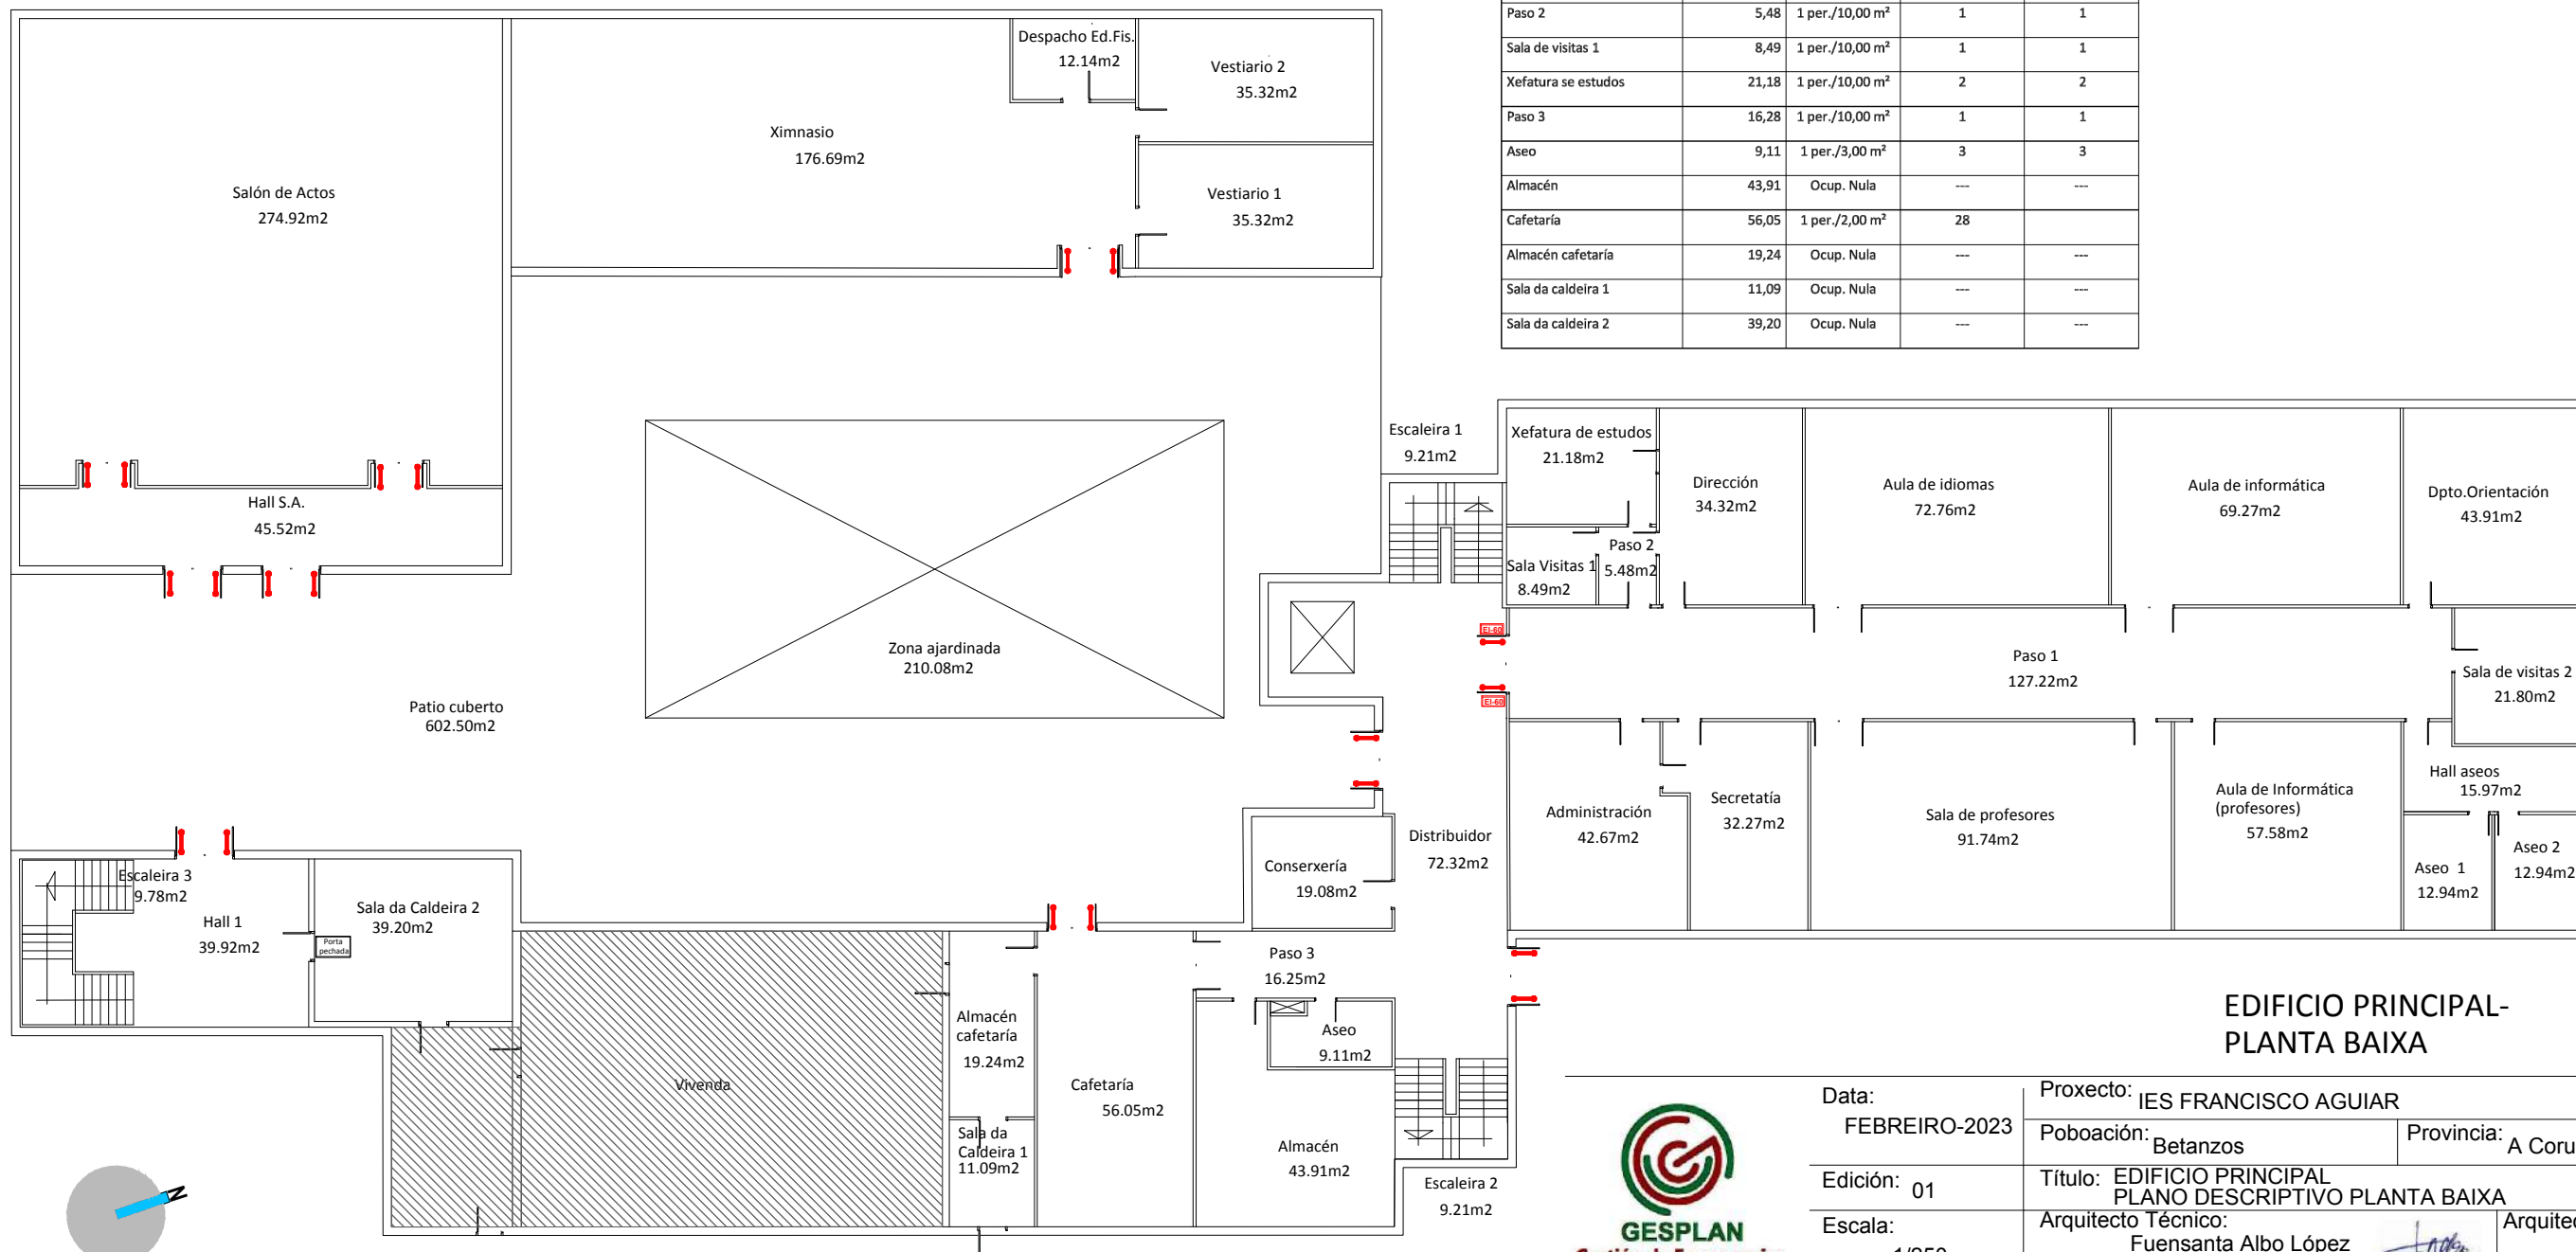 Paso 2 5,48 1 per./10,00 m² 1 1
Sala de visitas 1 8,49 1 per./10,00 m² 1 1
Xefatura se estudos 21,18 1 per./10,00 m² 2 2
Paso 3 16,28 1 per./10,00 m² 1 1
Aseo 9,11 1 per./3,00 m² 3 3
Almacén 43,91 Ocup. Nula --- ---
Cafetaría 56,05 1 per./2,00 m² 28
Almacén cafetaría 19,24 Ocup. Nula --- ---
Sala da caldeira 1 11,09 Ocup. Nula --- ---
Sala da caldeira 2 39,20 Ocup. Nula --- ---
Despacho Ed.Fis.
12.14m2
Vestiario 2
35.32m2
Ximnasio
176.69m2
Vestiario 1
35.32m2
Salón de Actos
274.92m2
Hall S.A.
45.52m2
Escaleira 1
9.21m2
Xefatura de estudos
21.18m2
Dirección
34.32m2
Aula de idiomas
72.76m2
Aula de informática
69.27m2
Dpto.Orientación
43.91m2
Paso 2
5.48m2
Sala Visitas 1
8.49m2
EI-60
EI-60
Zona ajardinada
210.08m2
Paso 1
127.22m2
Sala de visitas 2
21.80m2
Patio cuberto
602.50m2
Hall aseos
15.97m2
Administración
42.67m2
Secretatía
32.27m2
Sala de profesores
91.74m2
Aula de Informática
(profesores)
57.58m2
Aseo 1
12.94m2
Aseo 2
12.94m2
Distribuidor
72.32m2
Conserxería
19.08m2
Escaleira 3
9.78m2
Hall 1
39.92m2
Sala da Caldeira 2
39.20m2
Porta
pechada
Paso 3
16.25m2
Aseo
9.11m2
Almacén
cafetaría
19.24m2
Vivenda
Cafetaría
56.05m2
Sala da
Caldeira 1
11.09m2
Almacén
43.91m2
Escaleira 2
9.21m2
N
EDIFICIO PRINCIPAL-
PLANTA BAIXA
GESPLAN
Data:
FEBREIRO-2023
Proxecto: IES FRANCISCO AGUIAR
Poboación: Betanzos
Provincia: A Coru
Edición: 01
Título: EDIFICIO PRINCIPAL
PLANO DESCRIPTIVO PLANTA BAIXA
Escala:
Arquitecto Técnico:
Fuensanta Albo López
Arquitec